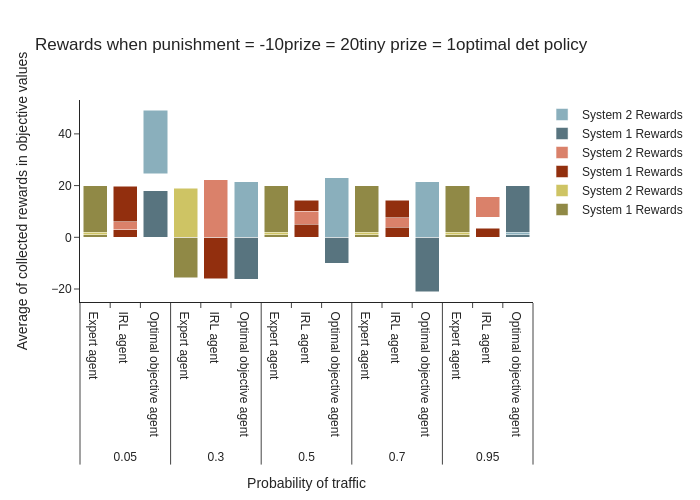 Rewards when punishment = -10prize = 20tiny prize = 1optimal det policy
Average of collected rewards in objective values
40
20
0
−20
System 2 Rewards
System 1 Rewards
System 2 Rewards
System 1 Rewards
System 2 Rewards
System 1 Rewards
Expert agent
IRL agent
Optimal objective agent
Expert agent
IRL agent
Optimal objective agent
Expert agent
IRL agent
Optimal objective agent
Expert agent
IRL agent
Optimal objective agent
Expert agent
IRL agent
Optimal objective agent
0.05
0.3
0.5
0.7
0.95
Probability of traffic